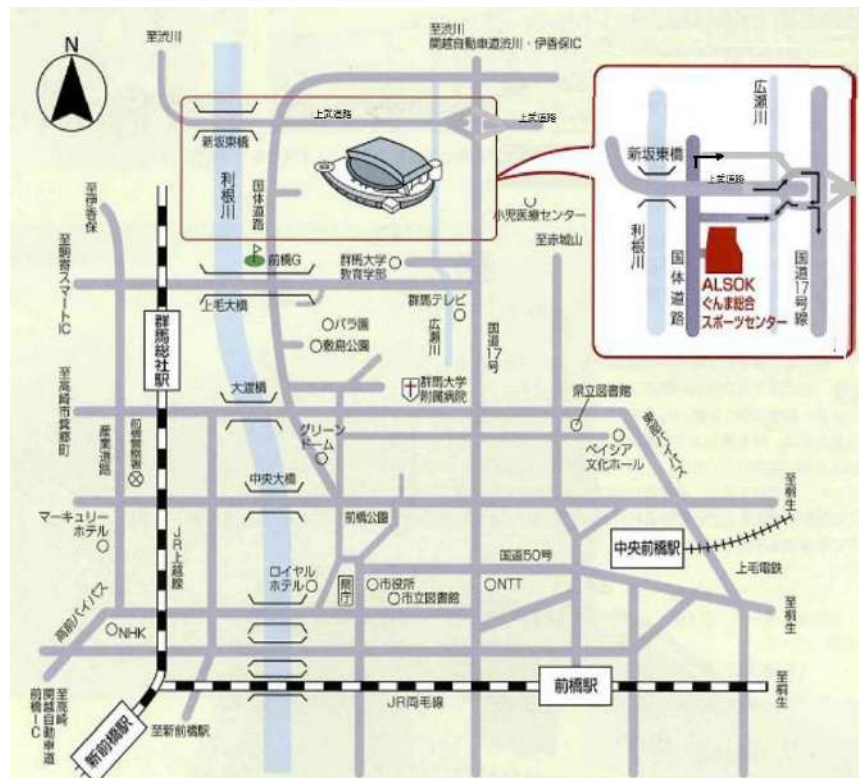 N
至渋川
至渋川
関越自動車道渋川・伊香保IC
上武道路
上武道路
新坂東橋
利根川
国体道路
至伊香保
小児医療センター
至赤城山
前橋G
群馬大学
教育学部
至駒寄スマートIC
上毛大橋
群馬テレビ
バラ園
敷島公園
広瀬川
国道17号
群馬総社駅
大渡橋
群馬大学
附属病院
県立図書館
至高崎市箕郷町
産業道路
前橋警察署
グリーン
ドーム
ベイシア
文化ホール
中央大橋
マーキュリー
ホテル
前橋公園
至桐生
中央前橋駅
JR上越線
国道50号
上毛電鉄
ロイヤル
ホテル
県庁
市役所
市立図書館
NTT
至桐生
高前バイパス
NHK
至高崎
関越自動車道
前橋IC
新前橋駅
至新前橋駅
JR両毛線
前橋駅
至桐生
新坂東橋
広瀬川
上武道路
利根川
国体道路
国道17号線
ALSOK
ぐんま総合
スポーツセンター